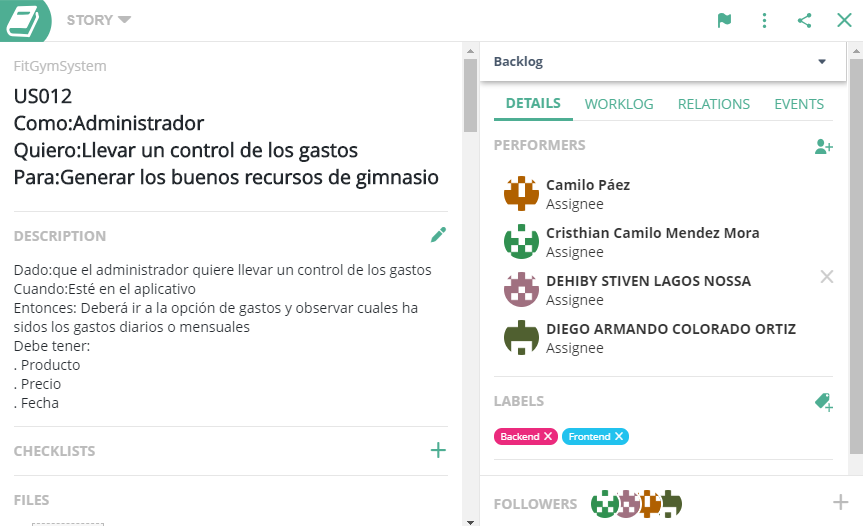 STORY
FitGymSystem
US012
Como:Administrador
Quiero:Llevar un control de los gastos
Para:Generar los buenos recursos de gimnasio
DESCRIPTION
Dado:que el administrador quiere llevar un control de los gastos
Cuando:Esté en el aplicativo
Entonces: Deberá ir a la opción de gastos y observar cuales ha
sidos los gastos diarios o mensuales
Debe tener:
. Producto
. Precio
. Fecha
CHECKLISTS
FILES
Backlog
DETAILS WORKLOG RELATIONS EVENTS
PERFORMERS
Camilo Páez
Assignee
Cristhian Camilo Mendez Mora
Assignee
DEHIBY STIVEN LAGOS NOSSA
Assignee
DIEGO ARMANDO COLORADO ORTIZ
Assignee
LABELS
Backend Frontend
FOLLOWERS